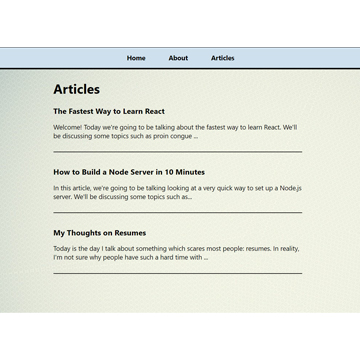 Home About Articles
Articles
The Fastest Way to Learn React
Welcome! Today we're going to be talking about the fastest way to learn React. We'll
be discussing some topics such as proin congue ...
How to Build a Node Server in 10 Minutes
In this article, we're going to be talking looking at a very quick way to set up a Node.js
server. We'll be discussing some topics such as...
My Thoughts on Resumes
Today is the day I talk about something which scares most people: resumes. In reality,
I'm not sure why people have such a hard time with ...